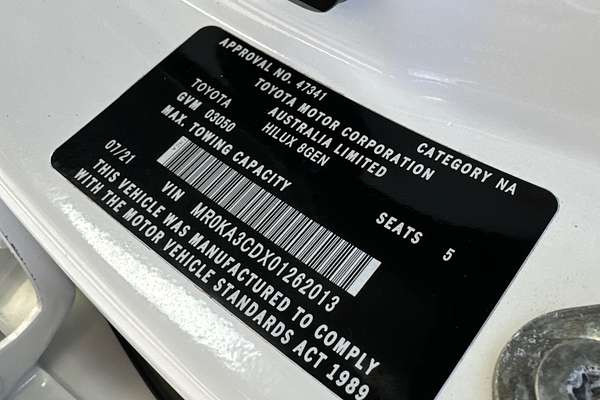 APPROVAL NO. 47341 CATEGORY NA
TOYOTA MOTOR CORPORATION
TOYOTA AUSTRALIA LIMITED
GVM 03050 HILUX 8GEN
MAX. TOWING CAPACITY SEATS 5
07/21
VIN MR0KA3CDX01262013
THIS VEHICLE WAS MANUFACTURED TO COMPLY
WITH THE MOTOR VEHICLE STANDARDS ACT 1989